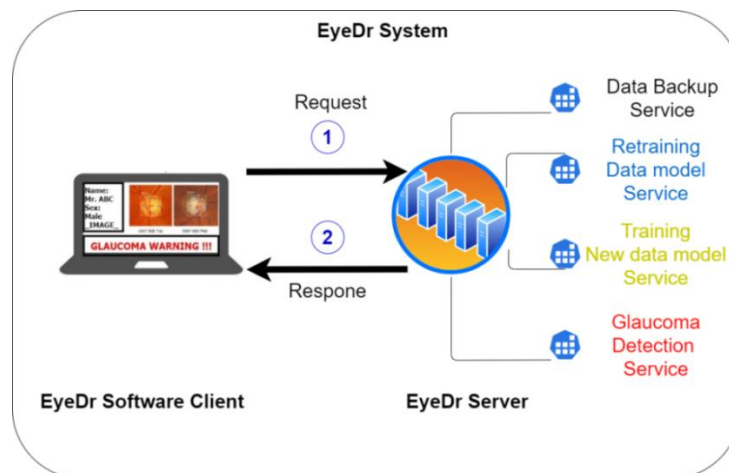 EyeDr System
Request
1
2
Respone
Name:
Mr. ABC
Sex:
Male
_IMAGE_
GLAUCOMA WARNING !!!
Data Backup
Service
Retraining
Data model
Service
Training
New data model
Service
Glaucoma
Detection
Service
EyeDr Software Client
EyeDr Server